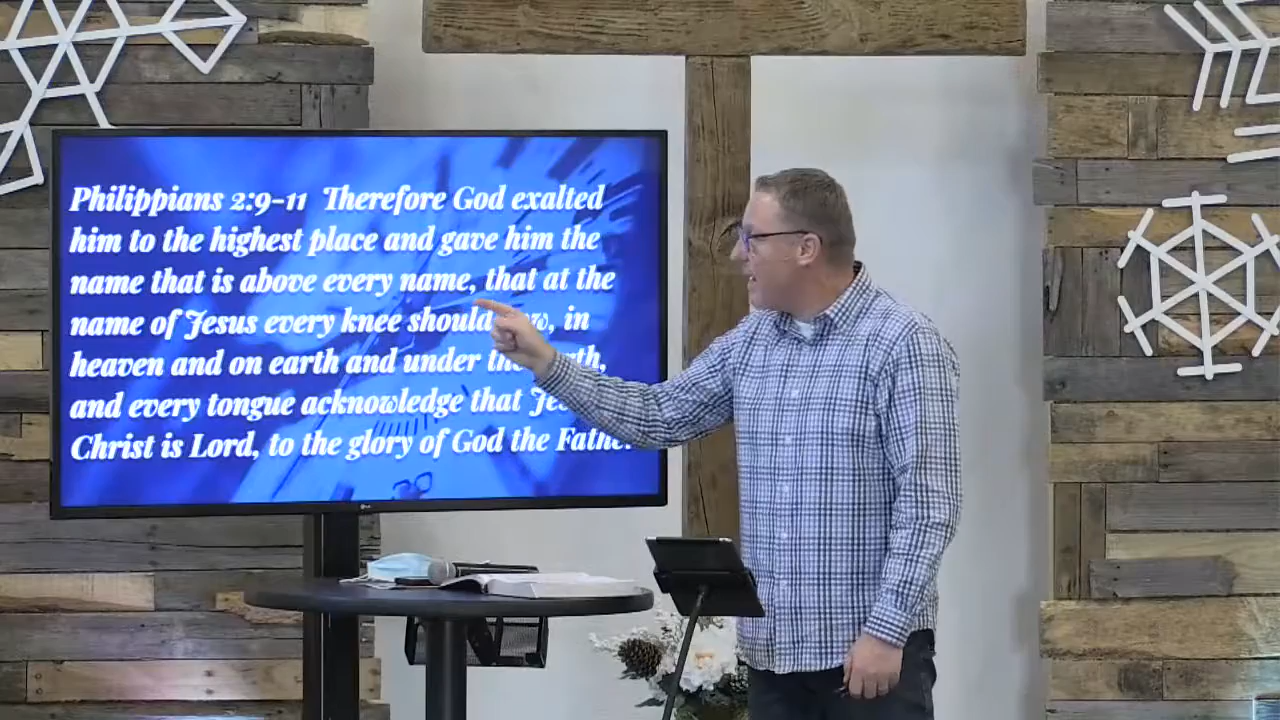 Philippians 2:9-11 Therefore God exalted
him to the highest place and gave him the
name that is above every name, that at the
name of Jesus every knee should in
heaven and on earth and under
and every tongue acknowledge that
Christ is Lord, to the glory of God the Father
LG